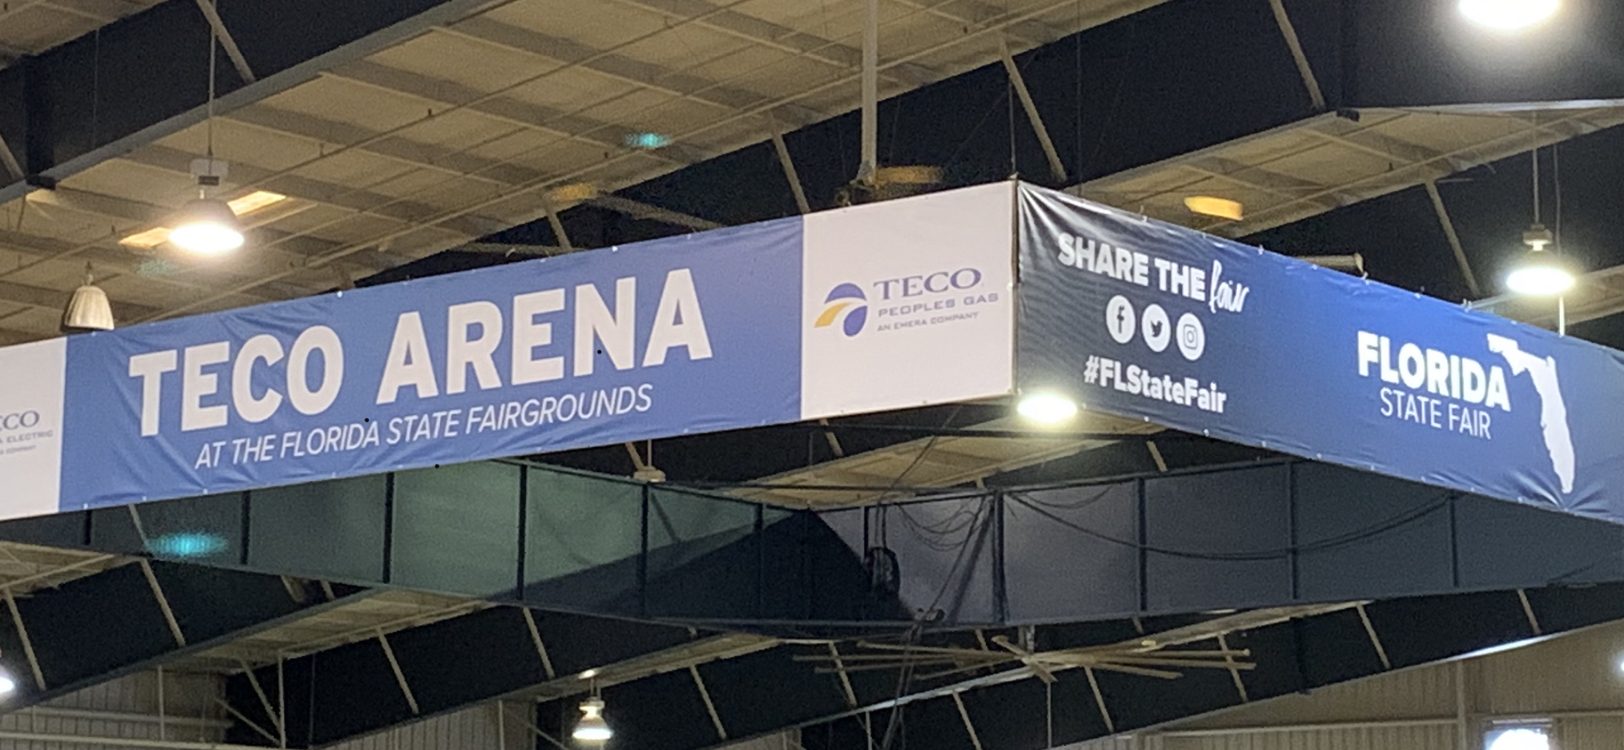 TECO ARENA
AT THE FLORIDA STATE FAIRGROUNDS
TECO
PEOPLES GAS
AN EMERA COMPANY
SHARE THE fair
#FLStateFair
FLORIDA
STATE FAIR
ELECTRIC